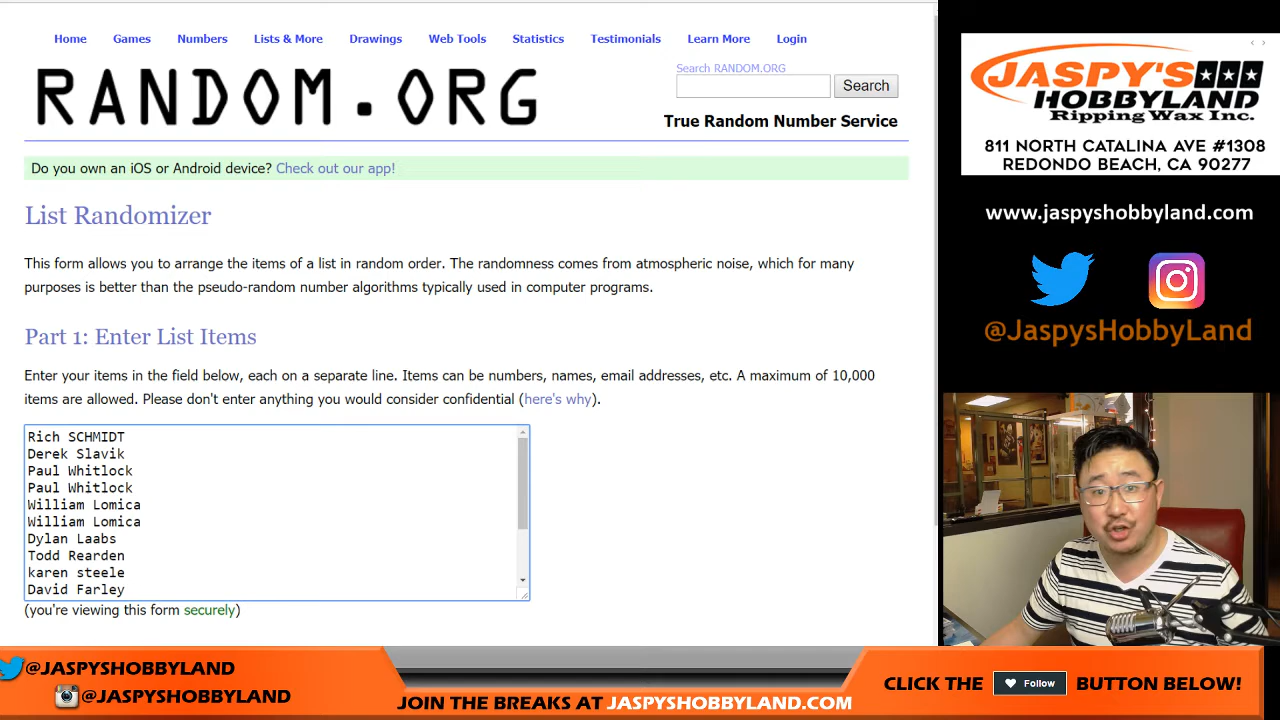 Home Games Numbers Lists & More Drawings Web Tools Statistics Testimonials Learn More Login
RANDOM.ORG
Search RANDOM.ORG
Search
True Random Number Service
Do you own an iOS or Android device? Check out our app!
List Randomizer
This form allows you to arrange the items of a list in random order. The randomness comes from atmospheric noise, which for many
purposes is better than the pseudo-random number algorithms typically used in computer programs.
Part 1: Enter List Items
Enter your items in the field below, each on a separate line. Items can be numbers, names, email addresses, etc. A maximum of 10,000
items are allowed. Please don't enter anything you would consider confidential (here's why).
Rich SCHMIDT
Derek Slavik
Paul Whitlock
Paul Whitlock
William Lomica
William Lomica
Dylan Laabs
Todd Rearden
karen steele
David Farley
(you're viewing this form securely)
JASPY'S
HOBBYLAND
Ripping Wax Inc.
811 NORTH CATALINA AVE #1308
REDONDO BEACH, CA 90277
www.jaspyshobbyland.com
@JaspysHobbyLand
@JASPYSHOBBYLAND
@JASPYSHOBBYLAND
JOIN THE BREAKS AT JASPYSHOBBYLAND.COM
CLICK THE Follow BUTTON BELOW!